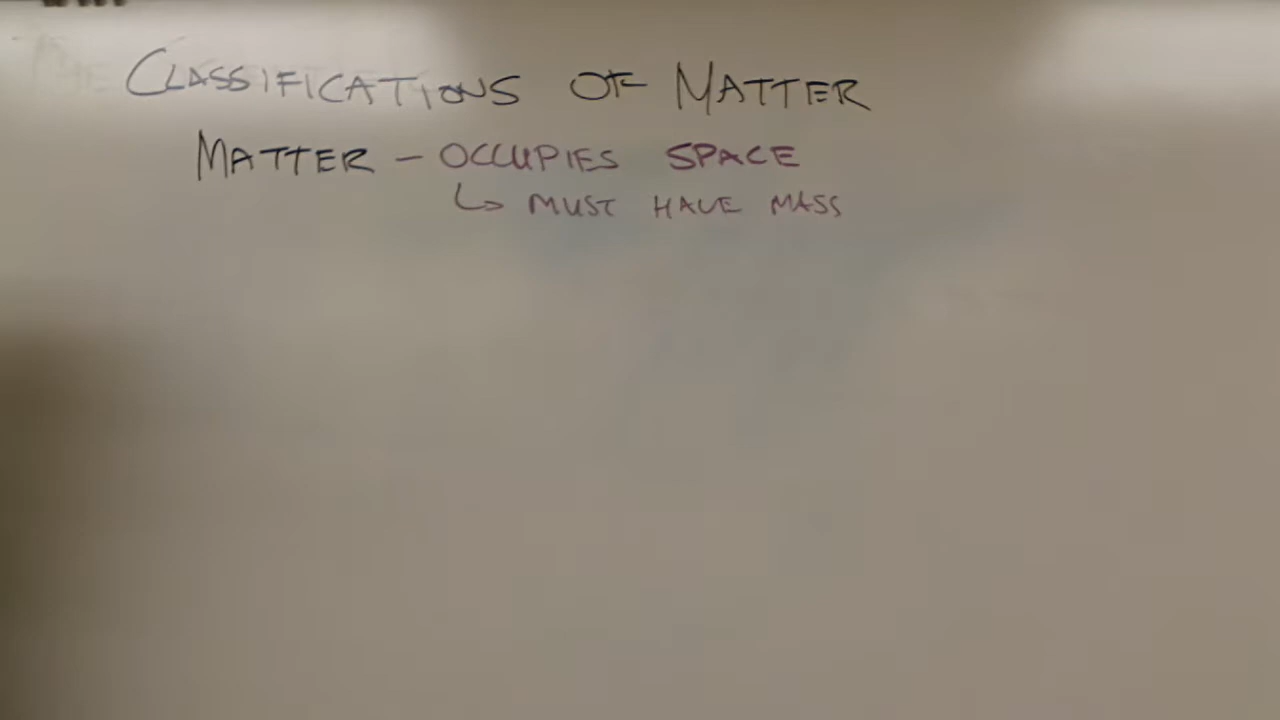 CLASSIFICATIONS OF MATTER
MATTER – OCCUPIES SPACE
↳ MUST HAVE MASS